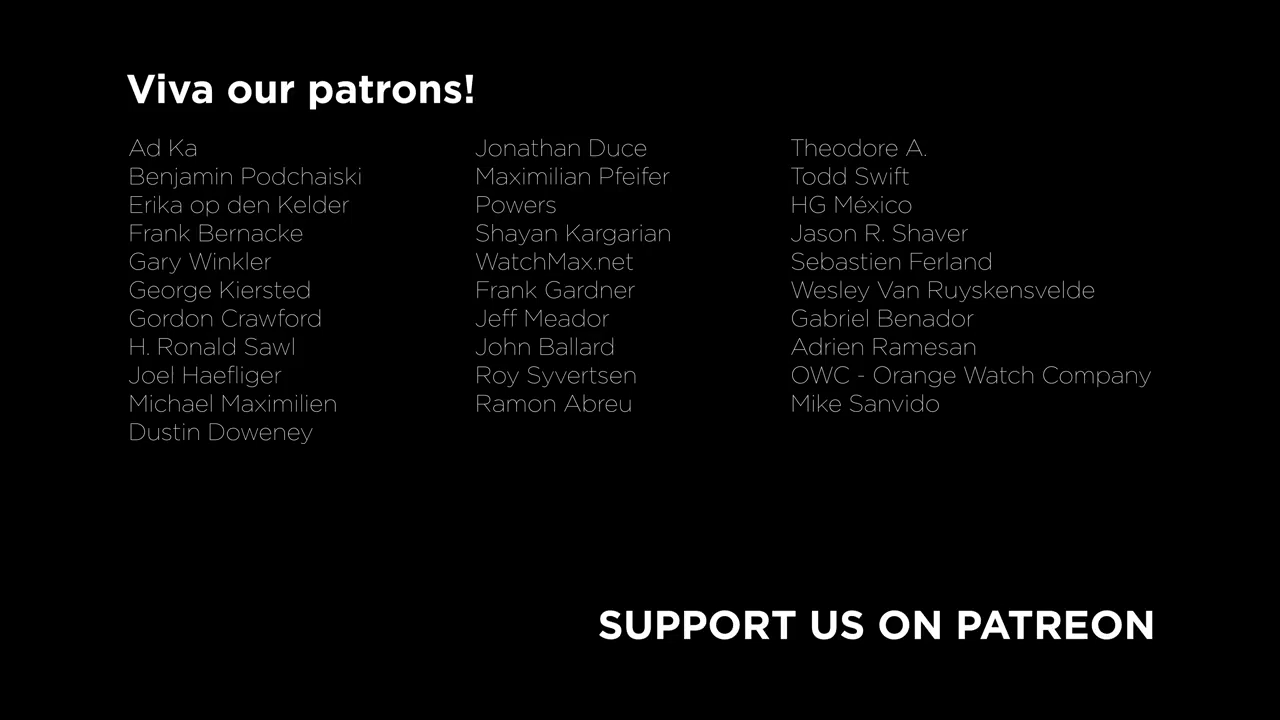 Viva our patrons!
Ad Ka
Benjamin Podchaiski
Erika op den Kelder
Frank Bernacke
Gary Winkler
George Kiersted
Gordon Crawford
H. Ronald Sawl
Joel Haefliger
Michael Maximilien
Dustin Doweney
Jonathan Duce
Maximilian Pfeifer
Powers
Shayan Kargarian
WatchMax.net
Frank Gardner
Jeff Meador
John Ballard
Roy Syvertsen
Ramon Abreu
Theodore A.
Todd Swift
HG México
Jason R. Shaver
Sebastien Ferland
Wesley Van Ruyskensvelde
Gabriel Benador
Adrien Ramesan
OWC - Orange Watch Company
Mike Sanvido
SUPPORT US ON PATREON